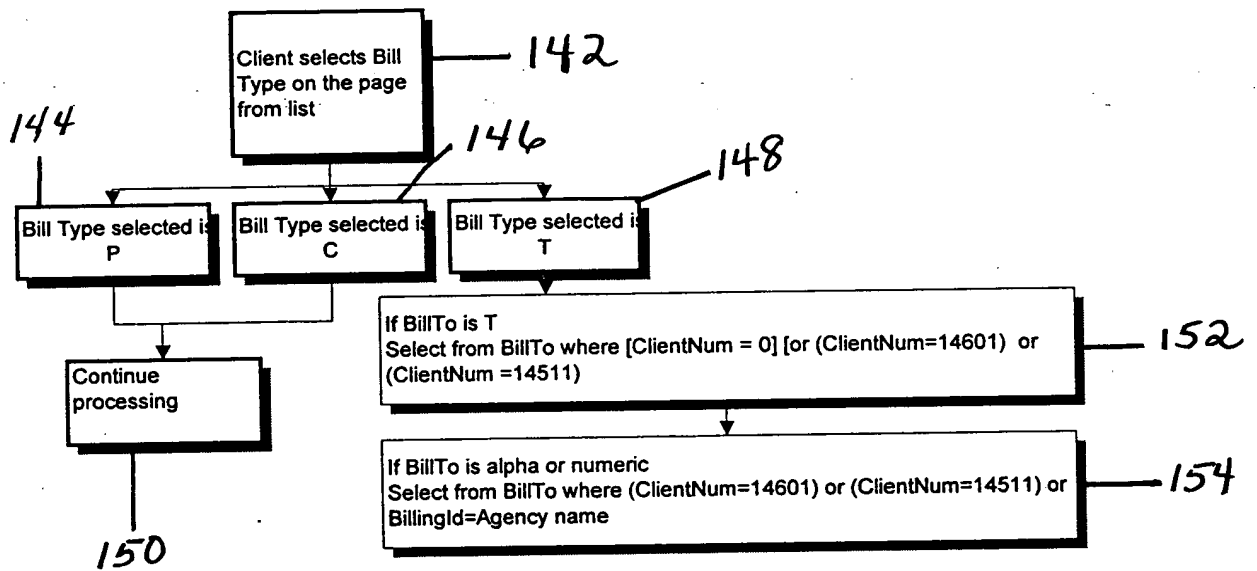 Client selects Bill
Type on the page
from list
142
144
146
148
Bill Type selected is
P
Bill Type selected is
C
Bill Type selected is
T
If BillTo is T
Select from BillTo where [ClientNum = 0] [or (ClientNum=14601) or
(ClientNum =14511)
152
Continue
processing
150
If BillTo is alpha or numeric
Select from BillTo where (ClientNum=14601) or (ClientNum=14511) or
BillingId=Agency name
154